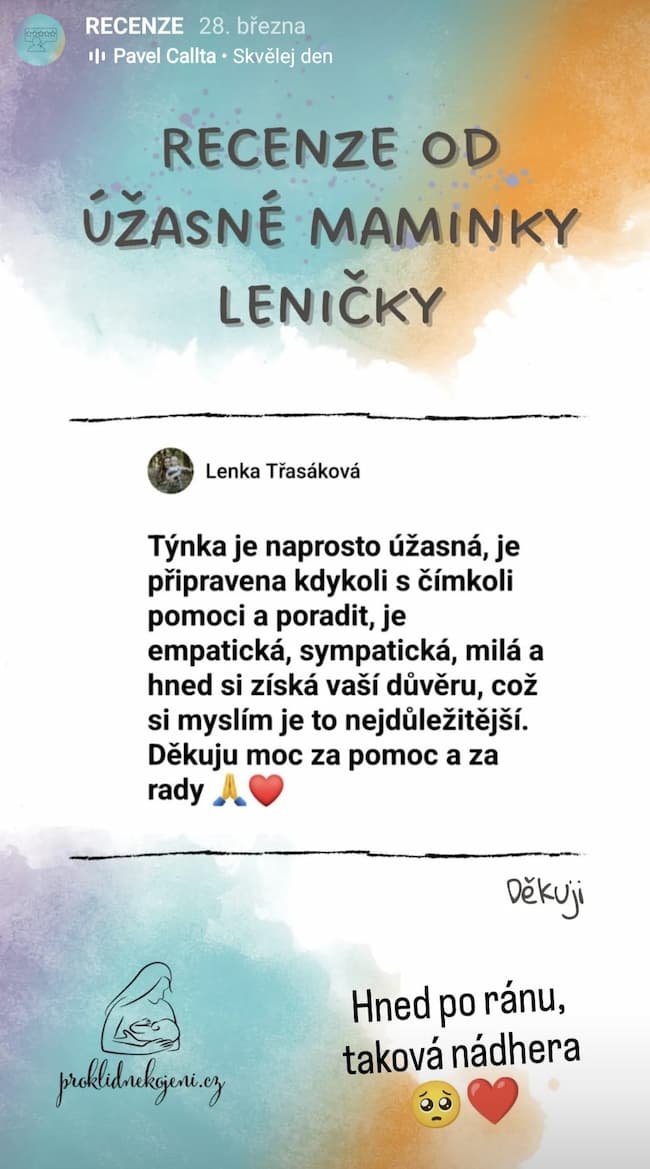 RECENZE 28. března
Pavel Callta • Skvělej den
RECENZE OD
ÚŽASNÉ MAMINKY
LENIČKY
Lenka Třasáková
Týnka je naprosto úžasná, je
připravena kdykoli s čímkoli
pomoci a poradit, je
empatická, sympatická, milá a
hned si získá vaší důvěru, což
si myslím je to nejdůležitější.
Děkuju moc za pomoc a za
rady 🙏❤️
Děkuji
Hned po ránu,
taková nádhera
🥺❤️
proklidnekojeni.cz